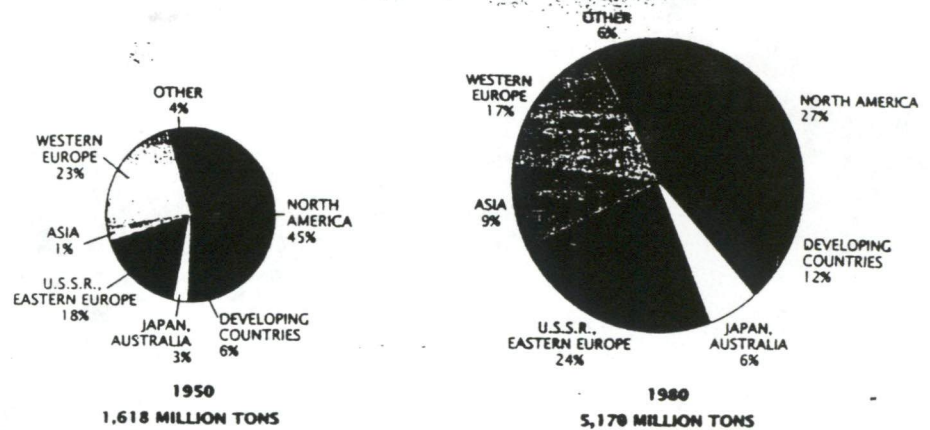 OTHER
4%
WESTERN
EUROPE
23%
NORTH
AMERICA
45%
ASIA
1%
U.S.S.R.,
EASTERN EUROPE
18%
JAPAN,
AUSTRALIA
3%
DEVELOPING
COUNTRIES
6%
1950
1,618 MILLION TONS
OTHER
6%
WESTERN
EUROPE
17%
NORTH AMERICA
27%
ASIA
9%
DEVELOPING
COUNTRIES
12%
U.S.S.R.,
EASTERN EUROPE
24%
JAPAN,
AUSTRALIA
6%
1980
5,170 MILLION TONS